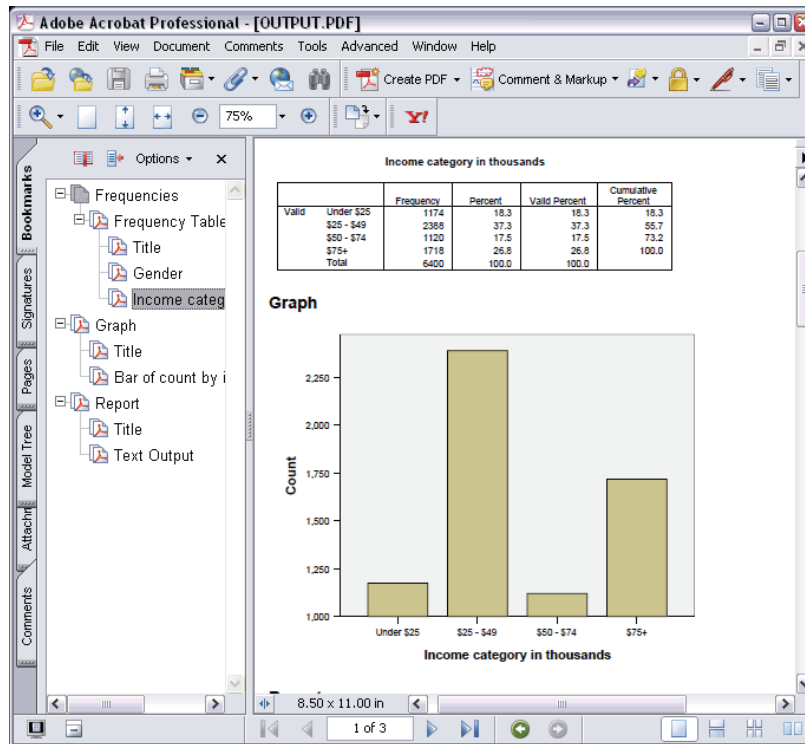 Adobe Acrobat Professional - [OUTPUT.PDF]
File Edit View Document Comments Tools Advanced Window Help
Create PDF Comment & Markup
75% Y!
Options x
Bookmarks
Signatures
Pages
Model Tree
Attachm
Comments
Frequencies
Frequency Table
Title
Gender
Income categ
Graph
Title
Bar of count by i
Report
Title
Text Output
Income category in thousands
Frequency Percent Valid Percent Cumulative Percent
Valid Under $25 1174 18.3 18.3 18.3
$25 - $49 2388 37.3 37.3 55.7
$50 - $74 1120 17.5 17.5 73.2
$75+ 1718 26.8 26.8 100.0
Total 6400 100.0 100.0
Graph
2,250
2,000
1,750
1,500
1,250
1,000
Count
Under $25 $25 - $49 $50 - $74 $75+
Income category in thousands
8.50 x 11.00 in
1 of 3